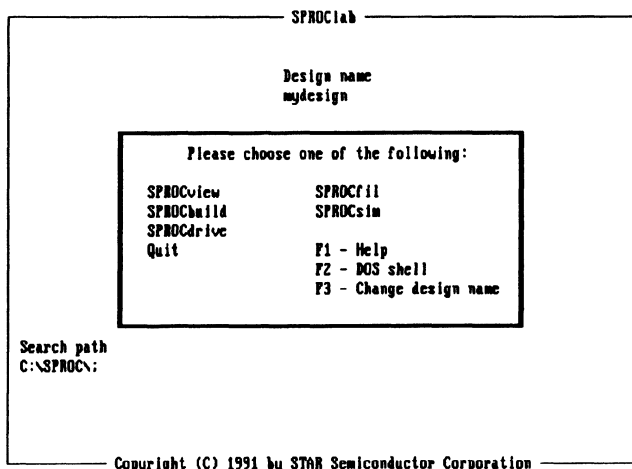 SPROClab
Design name
mydesign
Please choose one of the following:
SPROCview SPROCfil
SPROCbuild SPROCsim
SPROCdrive
Quit F1 - Help
F2 - DOS shell
F3 - Change design name
Search path
C:\SPROC\;
Copyright (C) 1991 by STAR Semiconductor Corporation